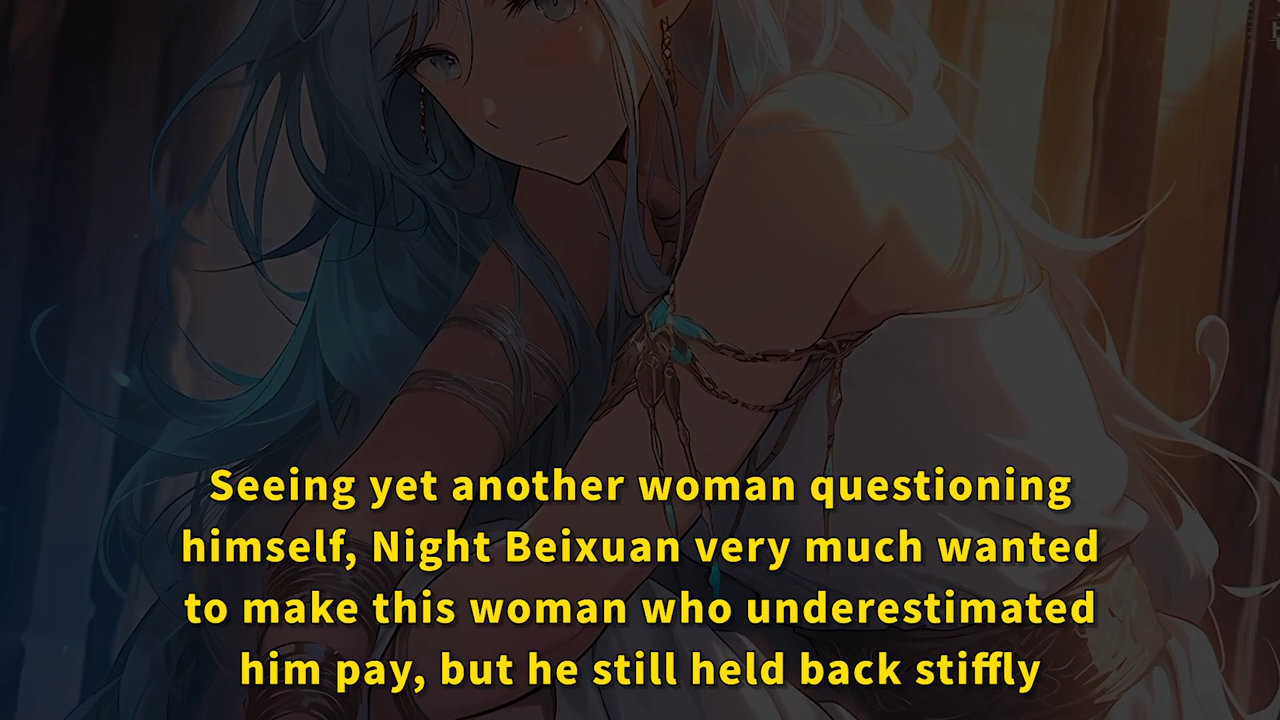 Seeing yet another woman questioning
himself, Night Beixuan very much wanted
to make this woman who underestimated
him pay, but he still held back stiffly